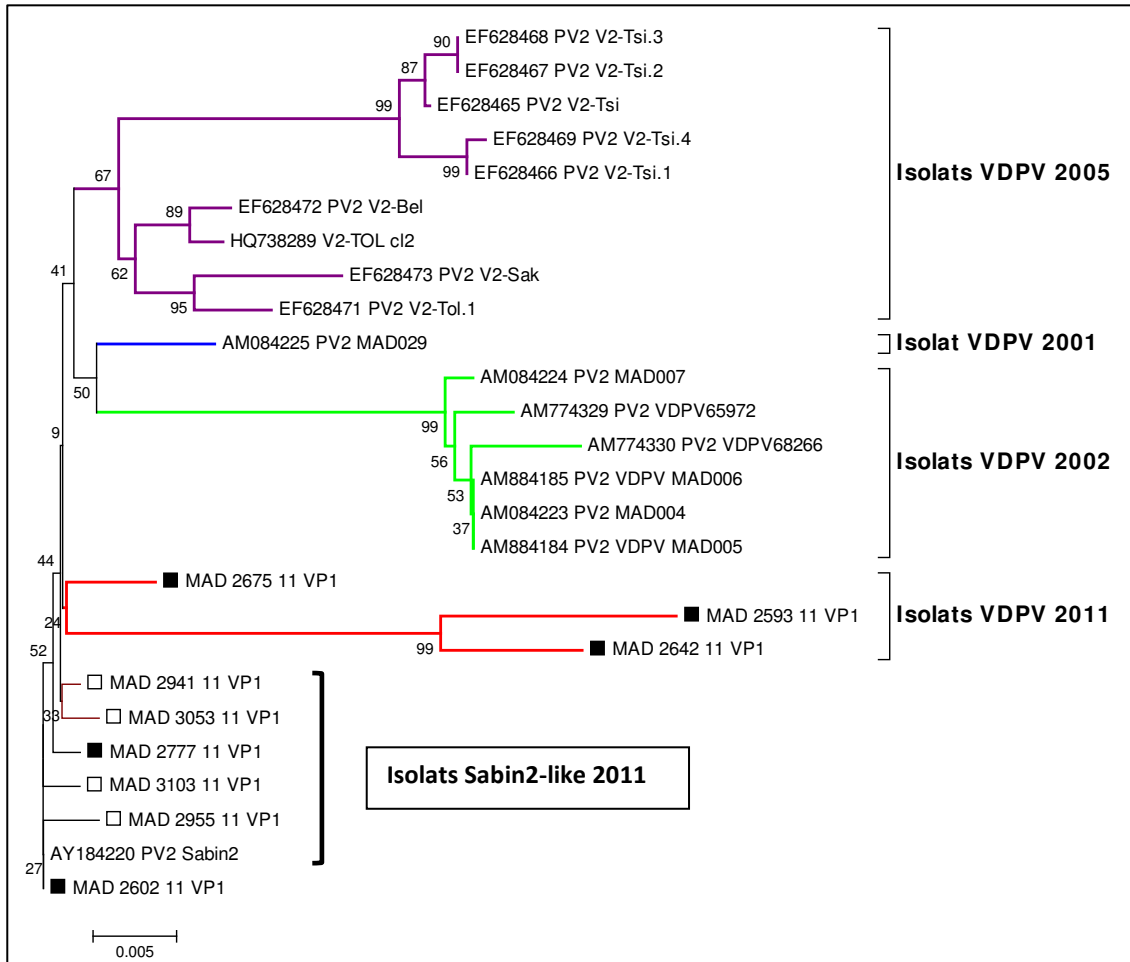 90
EF628468 PV2 V2-Tsi.3
EF628467 PV2 V2-Tsi.2
87
EF628465 PV2 V2-Tsi
99
EF628469 PV2 V2-Tsi.4
99
EF628466 PV2 V2-Tsi.1
Isolats VDPV 2005
67
89
EF628472 PV2 V2-Bel
HQ738289 V2-TOL cl2
62
EF628473 PV2 V2-Sak
95
EF628471 PV2 V2-Tol.1
41
AM084225 PV2 MAD029
Isolat VDPV 2001
50
AM084224 PV2 MAD007
99
AM774329 PV2 VDPV65972
56
AM774330 PV2 VDPV68266
AM884185 PV2 VDPV MAD006
53
AM084223 PV2 MAD004
37
AM884184 PV2 VDPV MAD005
Isolats VDPV 2002
9
44
MAD 2675 11 VP1
24
MAD 2593 11 VP1
99
MAD 2642 11 VP1
Isolats VDPV 2011
52
MAD 2941 11 VP1
33
MAD 3053 11 VP1
MAD 2777 11 VP1
MAD 3103 11 VP1
MAD 2955 11 VP1
AY184220 PV2 Sabin2
27
MAD 2602 11 VP1
Isolats Sabin2-like 2011
0.005